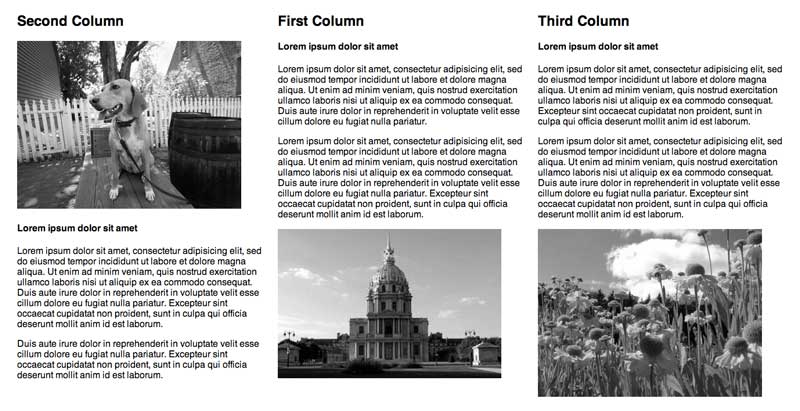 Second Column
Lorem ipsum dolor sit amet
Lorem ipsum dolor sit amet, consectetur adipisicing elit, sed
do eiusmod tempor incididunt ut labore et dolore magna
aliqua. Ut enim ad minim veniam, quis nostrud exercitation
ullamco laboris nisi ut aliquip ex ea commodo consequat.
Duis aute irure dolor in reprehenderit in voluptate velit esse
cillum dolore eu fugiat nulla pariatur. Excepteur sint
occaecat cupidatat non proident, sunt in culpa qui officia
deserunt mollit anim id est laborum.
Duis aute irure dolor in reprehenderit in voluptate velit esse
cillum dolore eu fugiat nulla pariatur. Excepteur sint
occaecat cupidatat non proident, sunt in culpa qui officia
deserunt mollit anim id est laborum.
First Column
Lorem ipsum dolor sit amet
Lorem ipsum dolor sit amet, consectetur adipisicing elit, sed
do eiusmod tempor incididunt ut labore et dolore magna
aliqua. Ut enim ad minim veniam, quis nostrud exercitation
ullamco laboris nisi ut aliquip ex ea commodo consequat.
Duis aute irure dolor in reprehenderit in voluptate velit esse
cillum dolore eu fugiat nulla pariatur.
Lorem ipsum dolor sit amet, consectetur adipisicing elit, sed
do eiusmod tempor incididunt ut labore et dolore magna
aliqua. Ut enim ad minim veniam, quis nostrud exercitation
ullamco laboris nisi ut aliquip ex ea commodo consequat.
Duis aute irure dolor in reprehenderit in voluptate velit esse
cillum dolore eu fugiat nulla pariatur. Excepteur sint
occaecat cupidatat non proident, sunt in culpa qui officia
deserunt mollit anim id est laborum.
Third Column
Lorem ipsum dolor sit amet
Lorem ipsum dolor sit amet, consectetur adipisicing elit, sed
do eiusmod tempor incididunt ut labore et dolore magna
aliqua. Ut enim ad minim veniam, quis nostrud exercitation
ullamco laboris nisi ut aliquip ex ea commodo consequat.
Excepteur sint occaecat cupidatat non proident, sunt in
culpa qui officia deserunt mollit anim id est laborum.
Lorem ipsum dolor sit amet, consectetur adipisicing elit, sed
do eiusmod tempor incididunt ut labore et dolore magna
aliqua. Ut enim ad minim veniam, quis nostrud exercitation
ullamco laboris nisi ut aliquip ex ea commodo consequat.
Duis aute irure dolor in reprehenderit in voluptate velit esse
cillum dolore eu fugiat nulla pariatur. Excepteur sint
occaecat cupidatat non proident, sunt in culpa qui officia
deserunt mollit anim id est laborum.